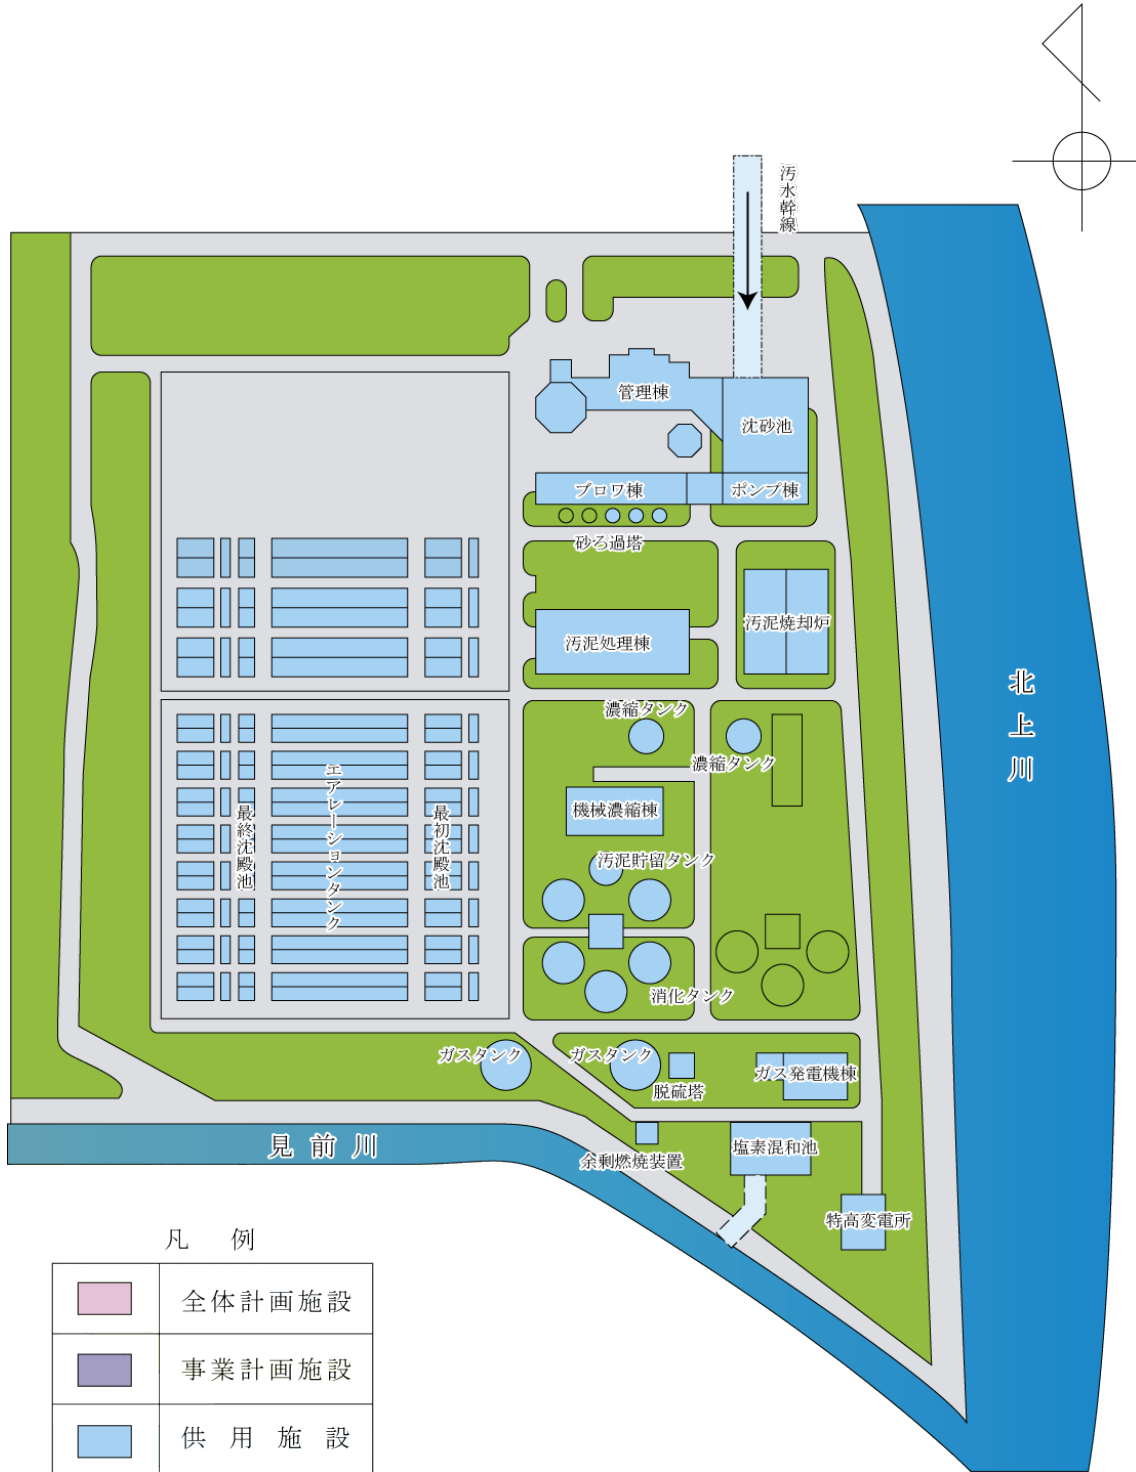 汚水幹線
管理棟
沈砂池
ブロワ棟
ポンプ棟
砂ろ過塔
汚泥処理棟
汚泥焼却炉
北上川
濃縮タンク
濃縮タンク
機械濃縮棟
最終沈殿池
エアレーションタンク
最初沈殿池
汚泥貯留タンク
消化タンク
ガスタンク
ガスタンク
脱硫塔
ガス発電機棟
見前川
余剰燃焼装置
塩素混和池
特高変電所
凡例
全体計画施設
事業計画施設
供用施設